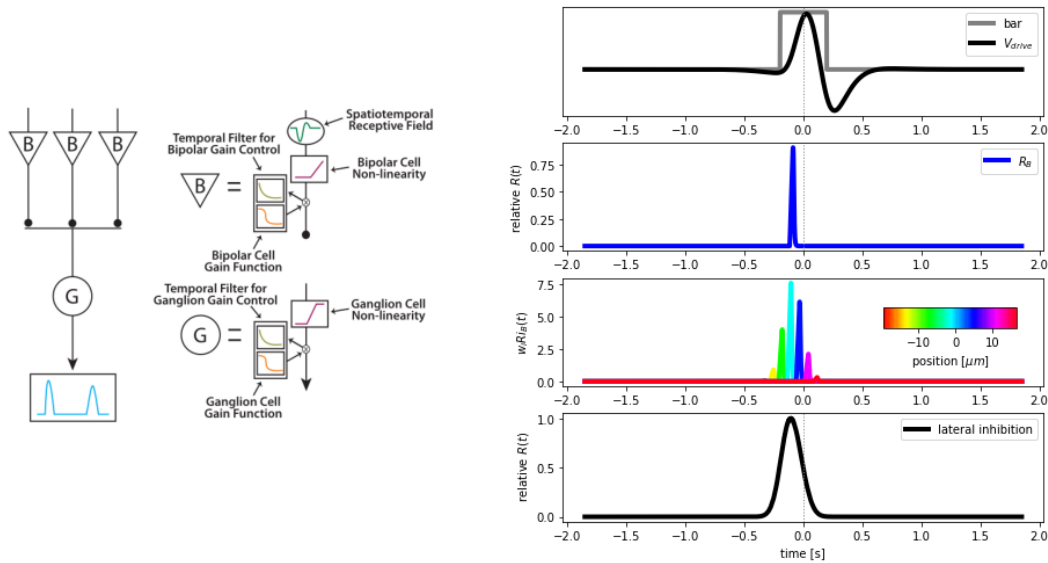 B
B
B
G
Spatiotemporal
Receptive Field
Temporal Filter for
Bipolar Gain Control
Bipolar Cell
Non-linearity
B
=
Bipolar Cell
Gain Function
Temporal Filter for
Ganglion Gain Control
Ganglion Cell
Non-linearity
G
=
Ganglion Cell
Gain Function
bar
V_drive
−2.0 −1.5 −1.0 −0.5 0.0 0.5 1.0 1.5 2.0
relative R(t)
0.75
0.50
0.25
0.00
R_B
−2.0 −1.5 −1.0 −0.5 0.0 0.5 1.0 1.5 2.0
w_iR_{i_B}(t)
7.5
5.0
2.5
0.0
−10 0 10
position [μm]
−2.0 −1.5 −1.0 −0.5 0.0 0.5 1.0 1.5 2.0
relative R(t)
1.0
0.5
0.0
lateral inhibition
−2.0 −1.5 −1.0 −0.5 0.0 0.5 1.0 1.5 2.0
time [s]